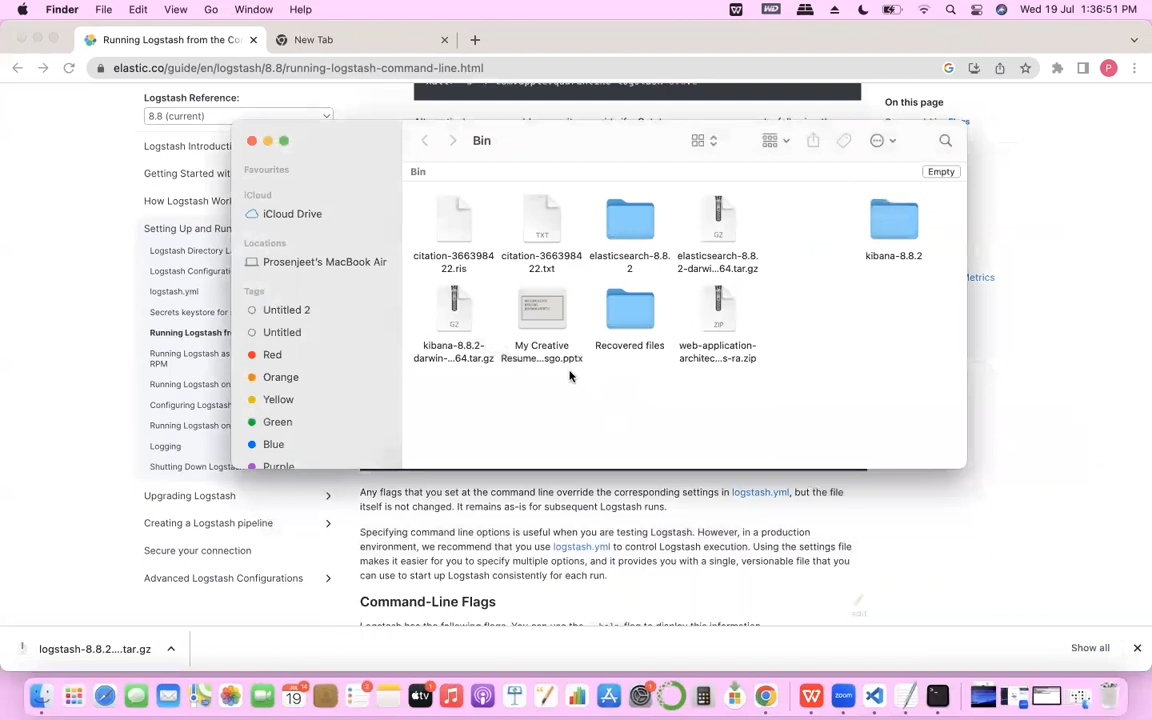 Finder File Edit View Go Window Help
Wed 19 Jul 1:36:51 PM
Running Logstash from the Co
New Tab
elastic.co/guide/en/logstash/8.8/running-logstash-command-line.html
P
Logstash Reference:
8.8 (current)
On this page
Logstash Introducti
Getting Started wit
How Logstash Wor
Setting Up and Run
Logstash Directory L
Logstash Configurati
logstash.yml
Secrets keystore for
Running Logstash fro
Running Logstash as
RPM
Running Logstash on
Configuring Logstash
Running Logstash on
Logging
Shutting Down Logstash
Upgrading Logstash
Creating a Logstash pipeline
Secure your connection
Advanced Logstash Configurations
Metrics
Bin
Favourites
iCloud
iCloud Drive
Locations
Prosenjeet's MacBook Air
Tags
Untitled 2
Untitled
Red
Orange
Yellow
Green
Blue
Purple
Bin
Empty
TXT
GZ
citation-3663984
22.ris
citation-3663984
22.txt
elasticsearch-8.8.
2
elasticsearch-8.8.
2-darwi...64.tar.gz
kibana-8.8.2
GZ
ZIP
kibana-8.8.2-
darwin-...64.tar.gz
My Creative
Resume...sgo.pptx
Recovered files
web-application-
architec...s-ra.zip
Any flags that you set at the command line override the corresponding settings in logstash.yml, but the file
itself is not changed. It remains as-is for subsequent Logstash runs.
Specifying command line options is useful when you are testing Logstash. However, in a production
environment, we recommend that you use logstash.yml to control Logstash execution. Using the settings file
makes it easier for you to specify multiple options, and it provides you with a single, versionable file that you
can use to start up Logstash consistently for each run.
Command-Line Flags
edit
logstash-8.8.2....tar.gz
Show all